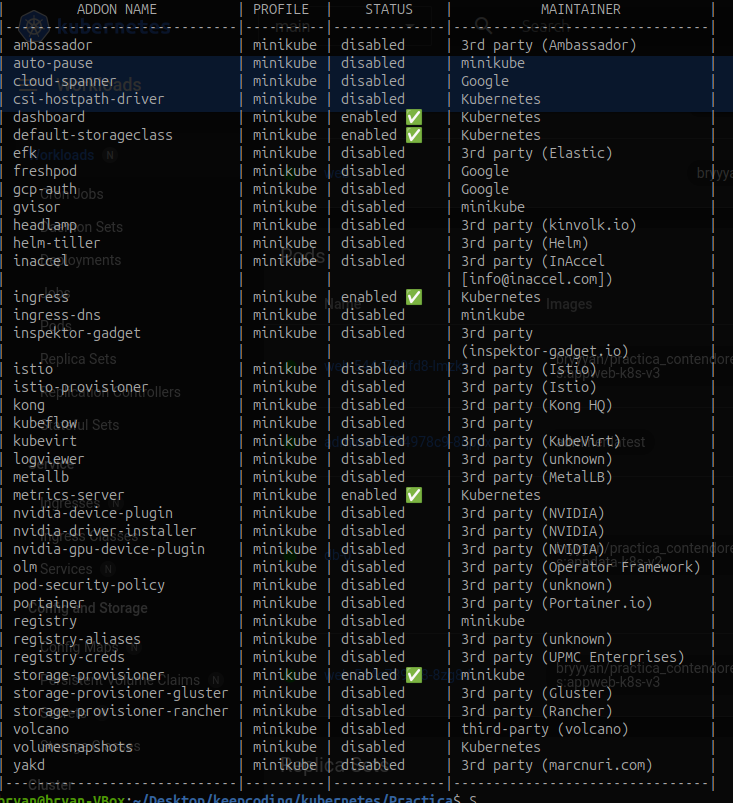 | ADDON NAME | PROFILE | STATUS | MAINTAINER |
|-----------------------------|----------|--------------|--------------------------------|
| ambassador | minikube | disabled | 3rd party (Ambassador) |
| auto-pause | minikube | disabled | minikube |
| cloud-spanner | minikube | disabled | Google |
| csi-hostpath-driver | minikube | disabled | Kubernetes |
| dashboard | minikube | enabled ✅ | Kubernetes |
| default-storageclass | minikube | enabled ✅ | Kubernetes |
| efk | minikube | disabled | 3rd party (Elastic) |
| freshpod | minikube | disabled | Google |
| gcp-auth | minikube | disabled | Google |
| gvisor | minikube | disabled | minikube |
| headlamp | minikube | disabled | 3rd party (kinvolk.io) |
| helm-tiller | minikube | disabled | 3rd party (Helm) |
| inaccel | minikube | disabled | 3rd party (InAccel |
| | | | [info@inaccel.com]) |
| ingress | minikube | enabled ✅ | Kubernetes |
| ingress-dns | minikube | disabled | minikube |
| inspektor-gadget | minikube | disabled | 3rd party |
| | | | (inspektor-gadget.io) |
| istio | minikube | disabled | 3rd party (Istio) |
| istio-provisioner | minikube | disabled | 3rd party (Istio) |
| kong | minikube | disabled | 3rd party (Kong HQ) |
| kubeflow | minikube | disabled | 3rd party |
| kubevirt | minikube | disabled | 3rd party (KubeVirt) |
| logviewer | minikube | disabled | 3rd party (unknown) |
| metallb | minikube | disabled | 3rd party (MetalLB) |
| metrics-server | minikube | enabled ✅ | Kubernetes |
| nvidia-device-plugin | minikube | disabled | 3rd party (NVIDIA) |
| nvidia-driver-installer | minikube | disabled | 3rd party (NVIDIA) |
| nvidia-gpu-device-plugin | minikube | disabled | 3rd party (NVIDIA) |
| olm | minikube | disabled | 3rd party (Operator Framework) |
| pod-security-policy | minikube | disabled | 3rd party (unknown) |
| portainer | minikube | disabled | 3rd party (Portainer.io) |
| registry | minikube | disabled | minikube |
| registry-aliases | minikube | disabled | 3rd party (unknown) |
| registry-creds | minikube | disabled | 3rd party (UPMC Enterprises) |
| storage-provisioner | minikube | enabled ✅ | minikube |
| storage-provisioner-gluster | minikube | disabled | 3rd party (Gluster) |
| storage-provisioner-rancher | minikube | disabled | 3rd party (Rancher) |
| volcano | minikube | disabled | third-party (volcano) |
| volumesnapshots | minikube | disabled | Kubernetes |
| yakd | minikube | disabled | 3rd party (marcnuri.com) |
|-----------------------------|----------|--------------|--------------------------------|
bryan@bryan-VBox:~/Desktop/keepcoding/kubernetes/Practica$ S